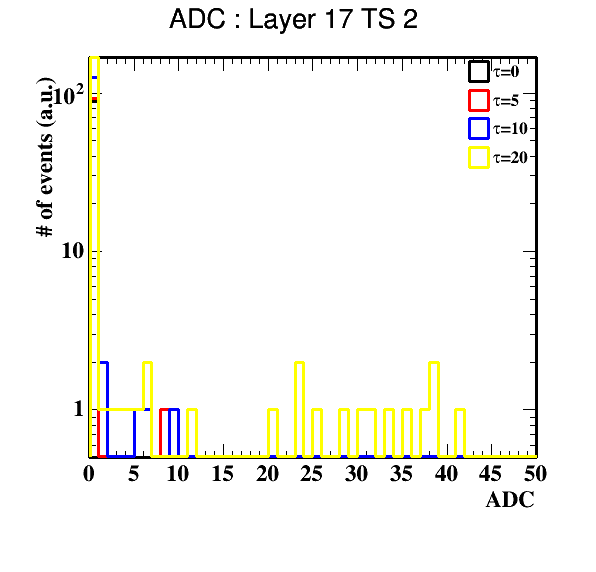 ADC : Layer 17 TS 2
# of events (a.u.)
10²
10
1
τ=0
τ=5
τ=10
τ=20
0 5 10 15 20 25 30 35 40 45 50
ADC